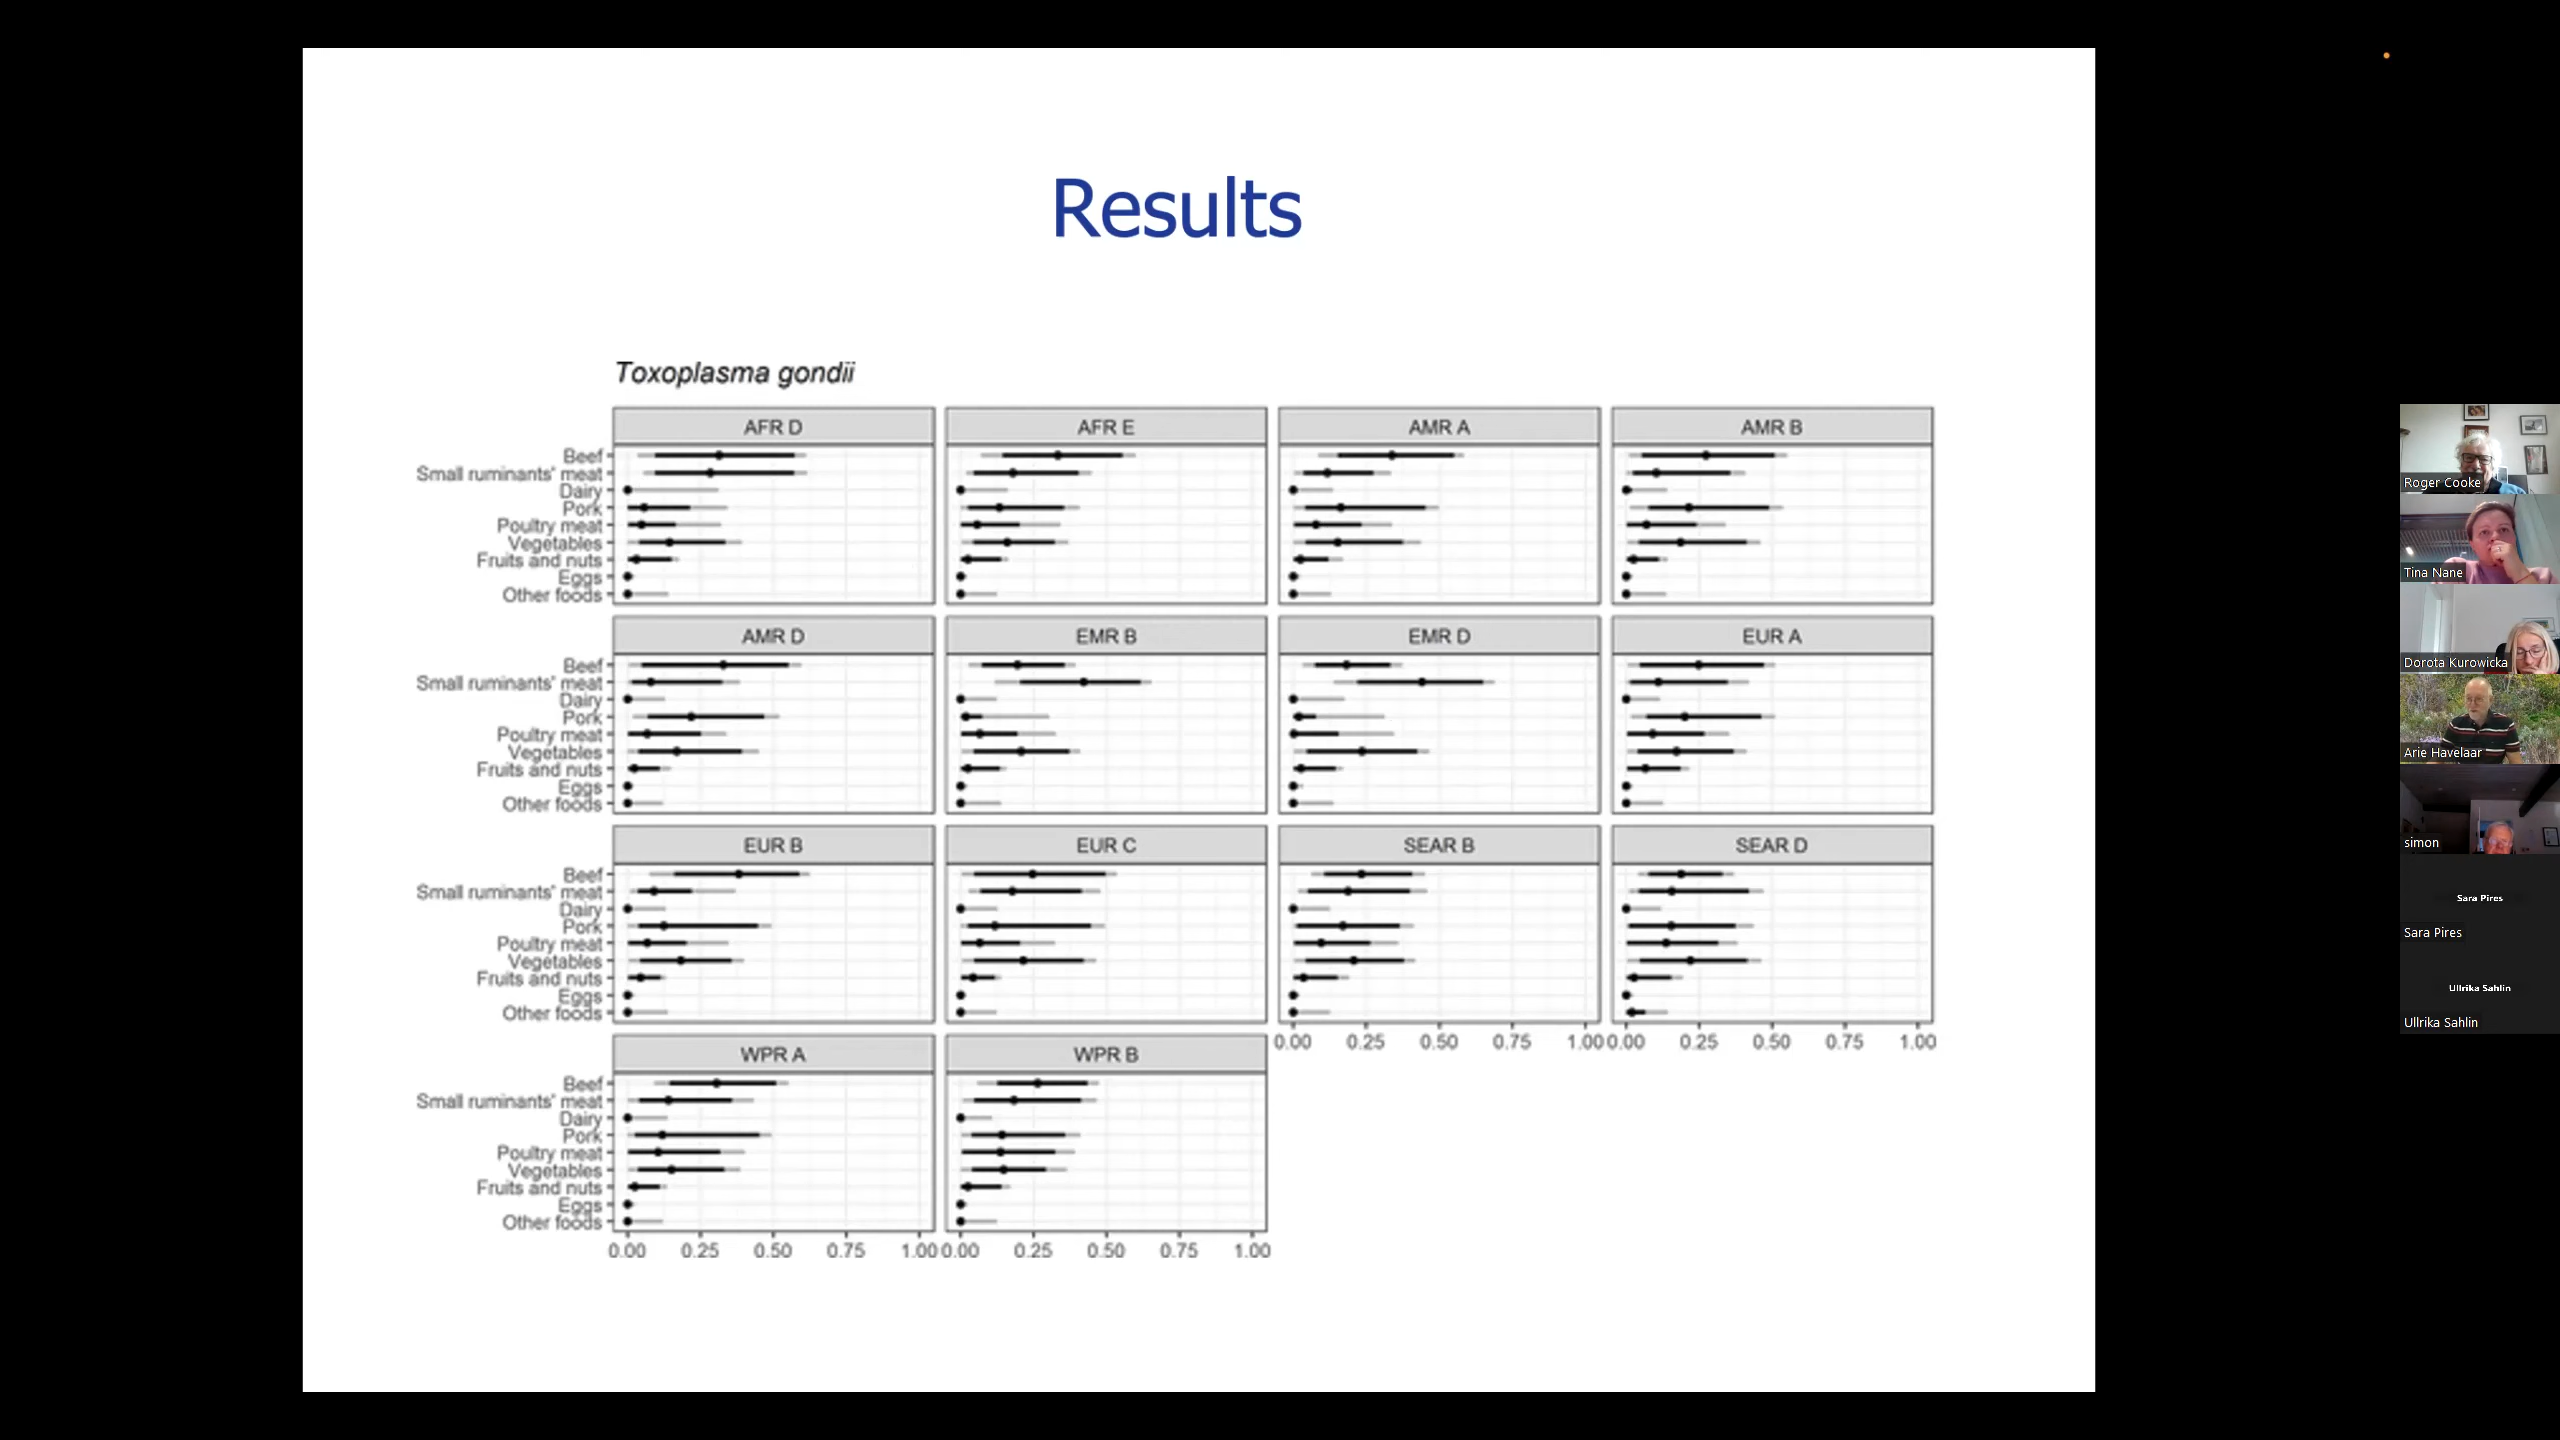 Results
Toxoplasma gondii
AFR D AFR E AMR A AMR B
Beef
Small ruminants' meat
Dairy
Pork
Poultry meat
Vegetables
Fruits and nuts
Eggs
Other foods
AMR D EMR B EMR D EUR A
Beef
Small ruminants' meat
Dairy
Pork
Poultry meat
Vegetables
Fruits and nuts
Eggs
Other foods
EUR B EUR C SEAR B SEAR D
Beef
Small ruminants' meat
Dairy
Pork
Poultry meat
Vegetables
Fruits and nuts
Eggs
Other foods
0.00 0.25 0.50 0.75 1.00 0.00 0.25 0.50 0.75 1.00
WPR A WPR B
Beef
Small ruminants' meat
Dairy
Pork
Poultry meat
Vegetables
Fruits and nuts
Eggs
Other foods
0.00 0.25 0.50 0.75 1.00 0.00 0.25 0.50 0.75 1.00
Roger Cooke
Tina Nane
Dorota Kurowicka
Arie Havelaar
simon
Sara Pires
Sara Pires
Ullrika Sahlin
Ullrika Sahlin